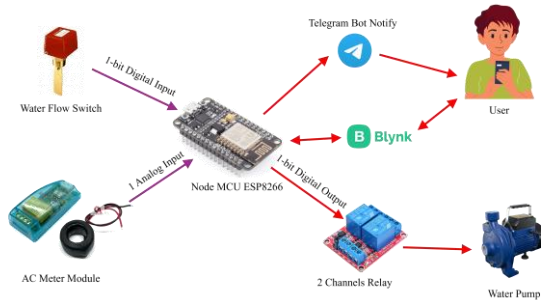 Telegram Bot Notify
1-bit Digital Input
Water Flow Switch
User
B Blynk
1 Analog Input
Node MCU ESP8266
1-bit Digital Output
AC Meter Module
2 Channels Relay
Water Pump